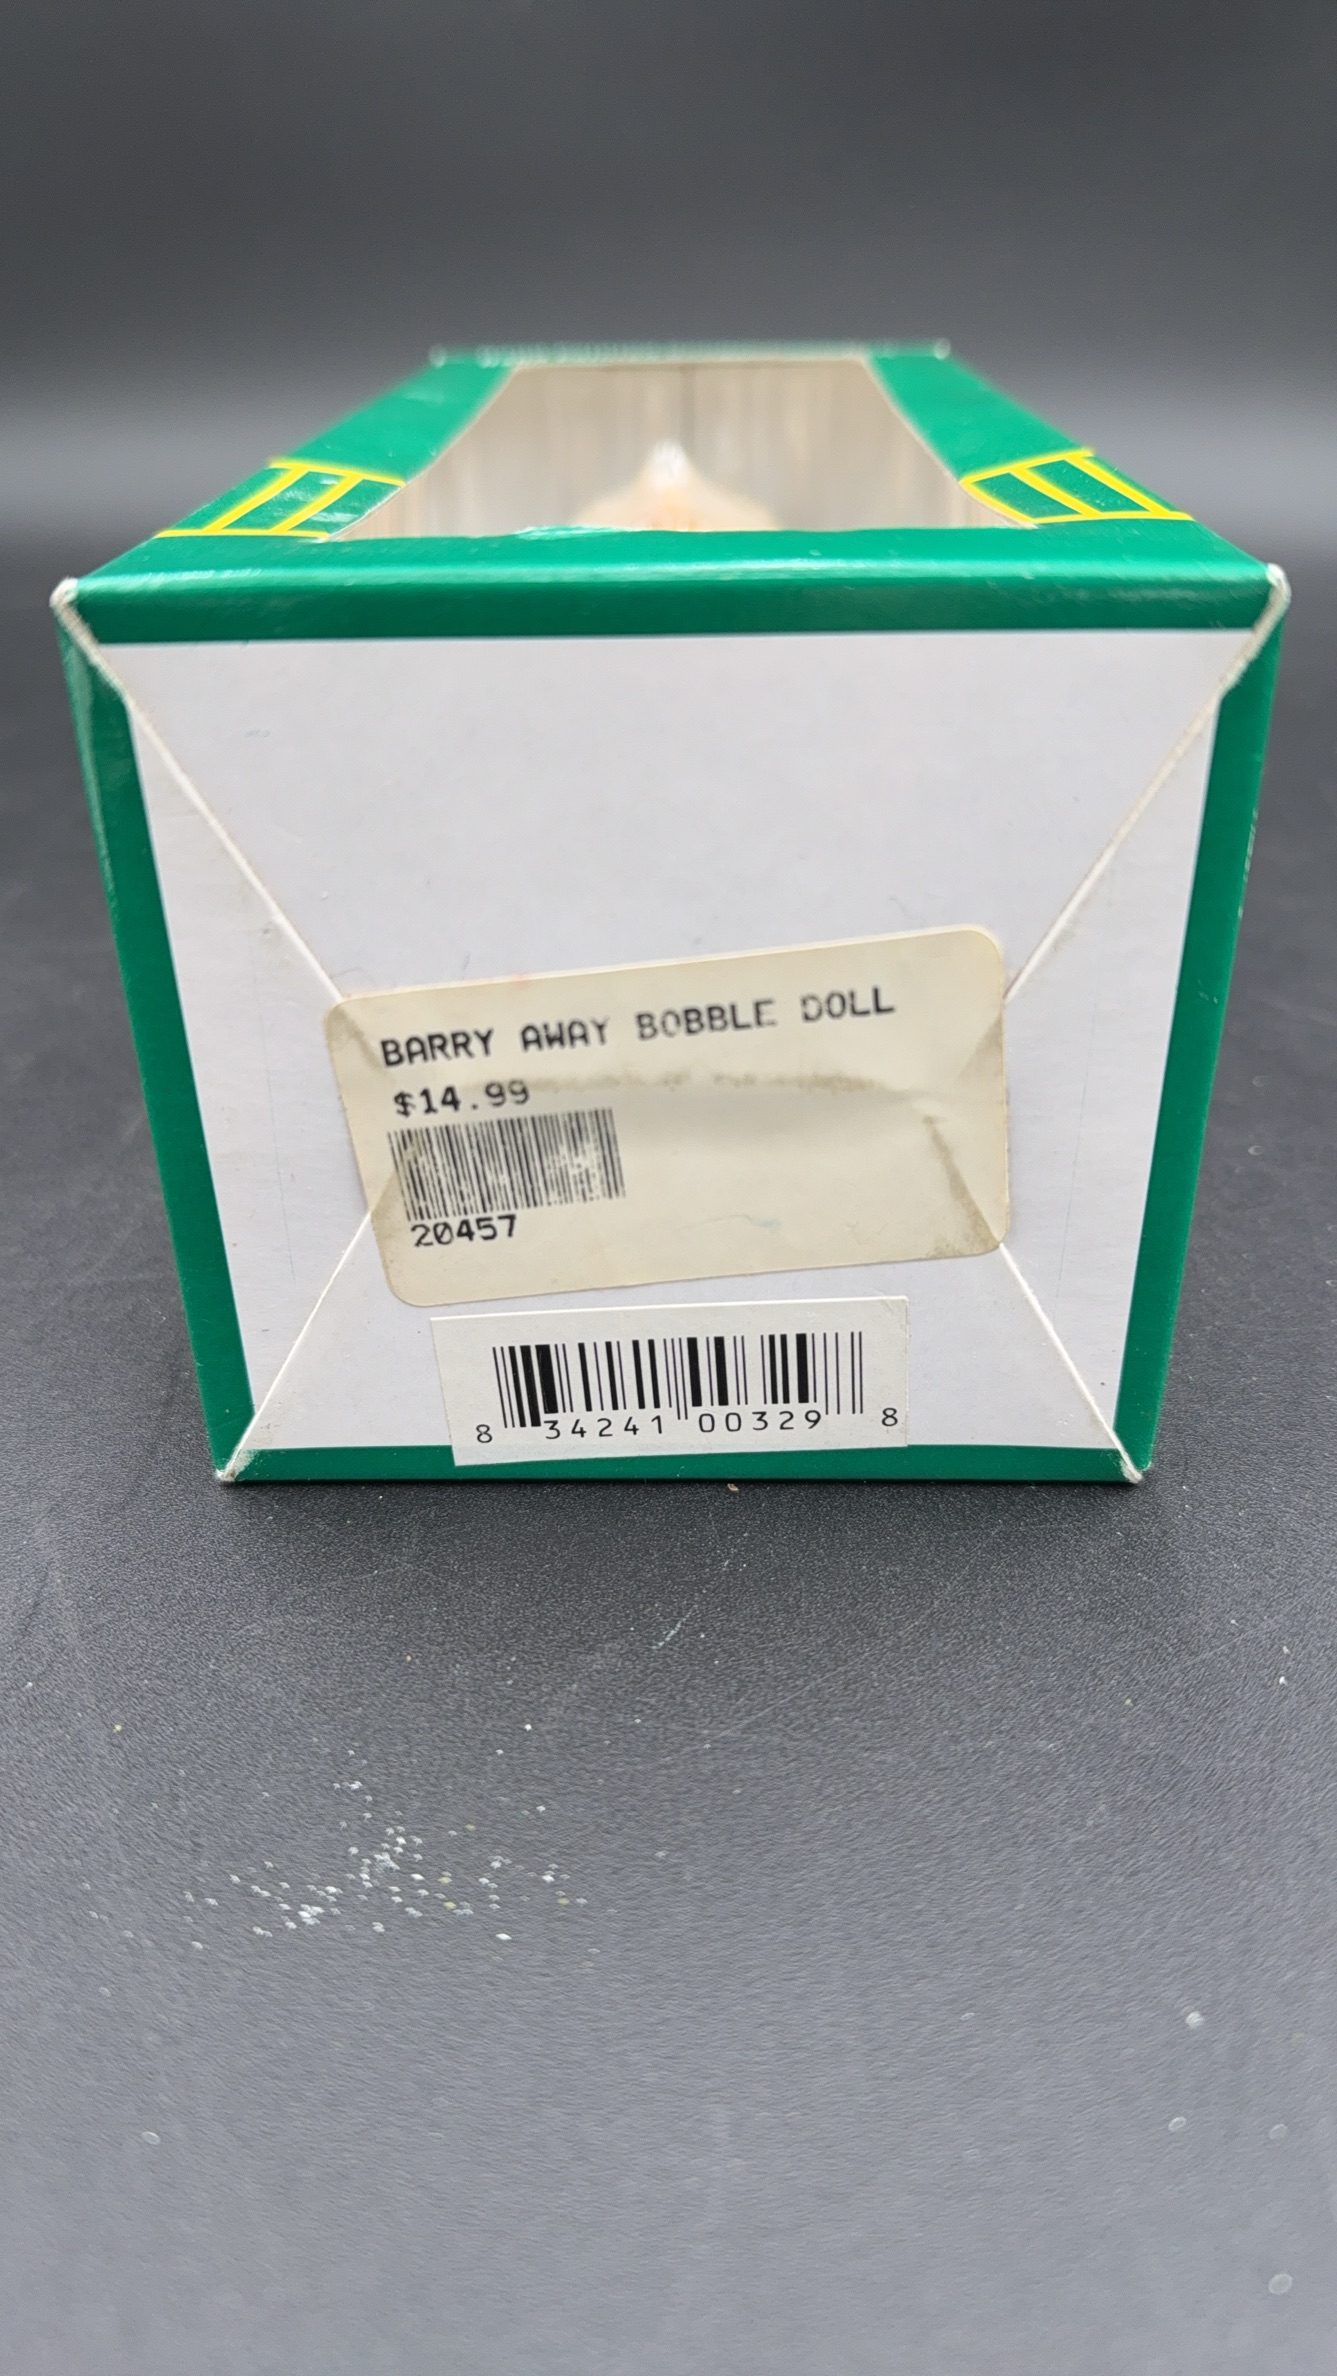 BARRY AWAY BOBBLE DOLL
$14.99
20457
8 34241 00329 8